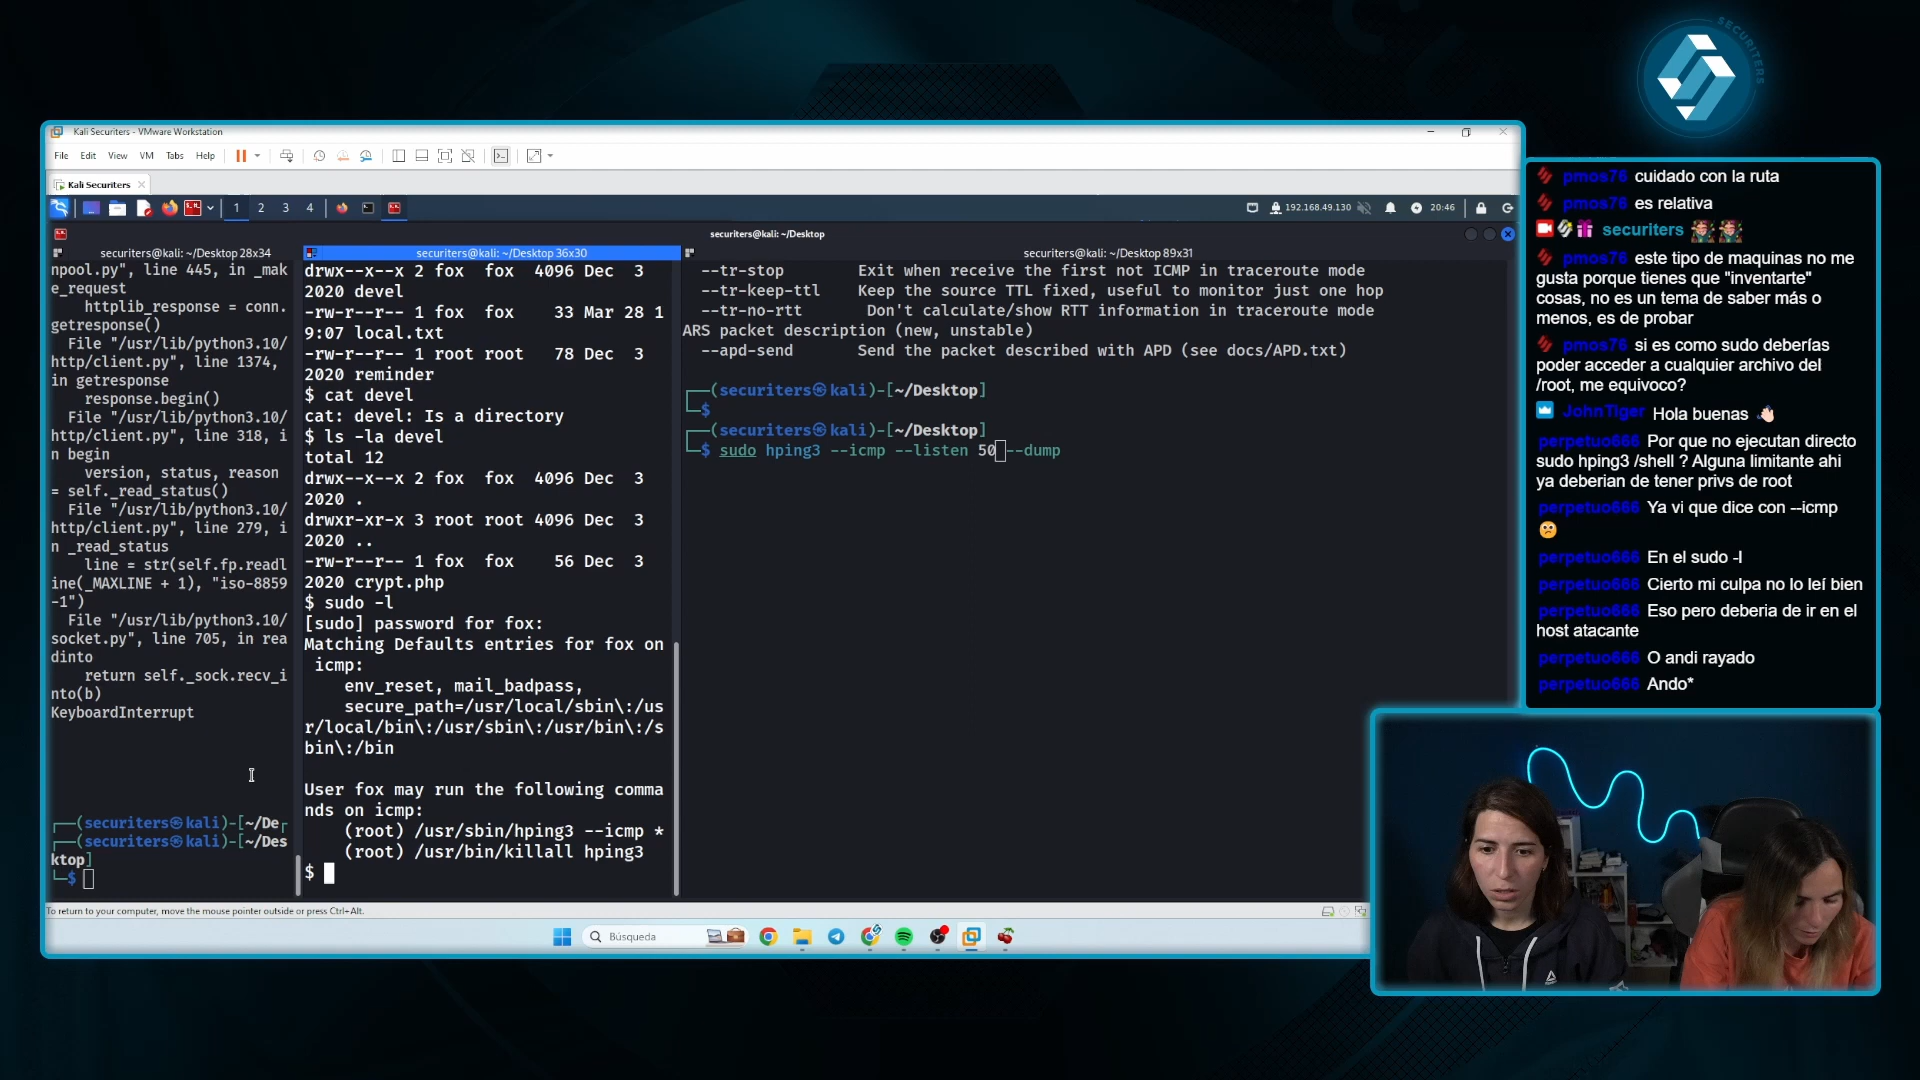 SECURITERS
Kali Securiters - VMware Workstation
File Edit View VM Tabs Help
Kali Securiters
1 2 3 4
192.168.49.130
20:46
securiters@kali: ~/Desktop
securiters@kali: ~/Desktop 28x34
npool.py", line 445, in _mak
e_request
httplib_response = conn.
getresponse()
File "/usr/lib/python3.10/
http/client.py", line 1374,
in getresponse
response.begin()
File "/usr/lib/python3.10/
http/client.py", line 318, i
n begin
version, status, reason
= self._read_status()
File "/usr/lib/python3.10/
http/client.py", line 279, i
n _read_status
line = str(self.fp.readl
ine(_MAXLINE + 1), "iso-8859
-1")
File "/usr/lib/python3.10/
socket.py", line 705, in rea
dinto
return self._sock.recv_i
nto(b)
KeyboardInterrupt
(securiters㉿kali)-[~/De
(securiters㉿kali)-[~/Des
ktop]
$
securiters@kali: ~/Desktop 36x30
drwx--x--x 2 fox  fox  4096 Dec  3
2020 devel
-rw-r--r-- 1 fox  fox    33 Mar 28 1
9:07 local.txt
-rw-r--r-- 1 root root   78 Dec  3
2020 reminder
$ cat devel
cat: devel: Is a directory
$ ls -la devel
total 12
drwx--x--x 2 fox  fox  4096 Dec  3
2020 .
drwxr-xr-x 3 root root 4096 Dec  3
2020 ..
-rw-r--r-- 1 fox  fox    56 Dec  3
2020 crypt.php
$ sudo -l
[sudo] password for fox:
Matching Defaults entries for fox on
icmp:
env_reset, mail_badpass,
secure_path=/usr/local/sbin\:/us
r/local/bin\:/usr/sbin\:/usr/bin\:/s
bin\:/bin
User fox may run the following comma
nds on icmp:
(root) /usr/sbin/hping3 --icmp *
(root) /usr/bin/killall hping3
$
securiters@kali: ~/Desktop 89x31
--tr-stop       Exit when receive the first not ICMP in traceroute mode
--tr-keep-ttl   Keep the source TTL fixed, useful to monitor just one hop
--tr-no-rtt      Don't calculate/show RTT information in traceroute mode
ARS packet description (new, unstable)
--apd-send      Send the packet described with APD (see docs/APD.txt)
(securiters㉿kali)-[~/Desktop]
$
(securiters㉿kali)-[~/Desktop]
$ sudo hping3 --icmp --listen 50 --dump
To return to your computer, move the mouse pointer outside or press Ctrl+Alt.
Búsqueda
pmos76 cuidado con la ruta
pmos76 es relativa
securiters
pmos76 este tipo de maquinas no me
gusta porque tienes que "inventarte"
cosas, no es un tema de saber más o
menos, es de probar
pmos76 si es como sudo deberías
poder acceder a cualquier archivo del
/root, me equivoco?
JohnTiger Hola buenas
perpetuo666 Por que no ejecutan directo
sudo hping3 /shell ? Alguna limitante ahi
ya deberian de tener privs de root
perpetuo666 Ya vi que dice con --icmp
perpetuo666 En el sudo -l
perpetuo666 Cierto mi culpa no lo leí bien
perpetuo666 Eso pero deberia de ir en el
host atacante
perpetuo666 O andi rayado
perpetuo666 Ando*